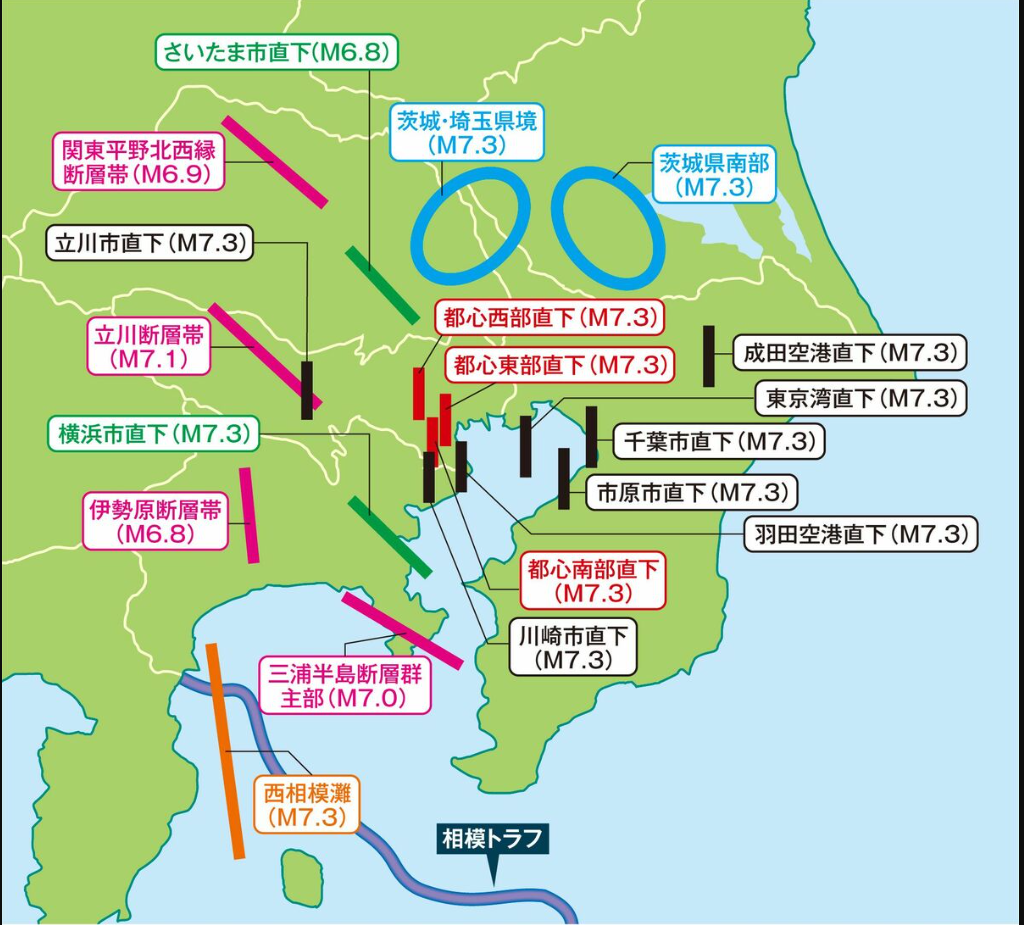 さいたま市直下(M6.8)
茨城・埼玉県境
(M7.3)
関東平野北西縁
断層帯(M6.9)
茨城県南部
(M7.3)
立川市直下(M7.3)
都心西部直下(M7.3)
立川断層帯
(M7.1)
都心東部直下(M7.3)
成田空港直下(M7.3)
東京湾直下(M7.3)
横浜市直下(M7.3)
千葉市直下(M7.3)
市原市直下(M7.3)
伊勢原断層帯
(M6.8)
羽田空港直下(M7.3)
都心南部直下
(M7.3)
川崎市直下
(M7.3)
三浦半島断層群
主部(M7.0)
西相模灘
(M7.3)
相模トラフ